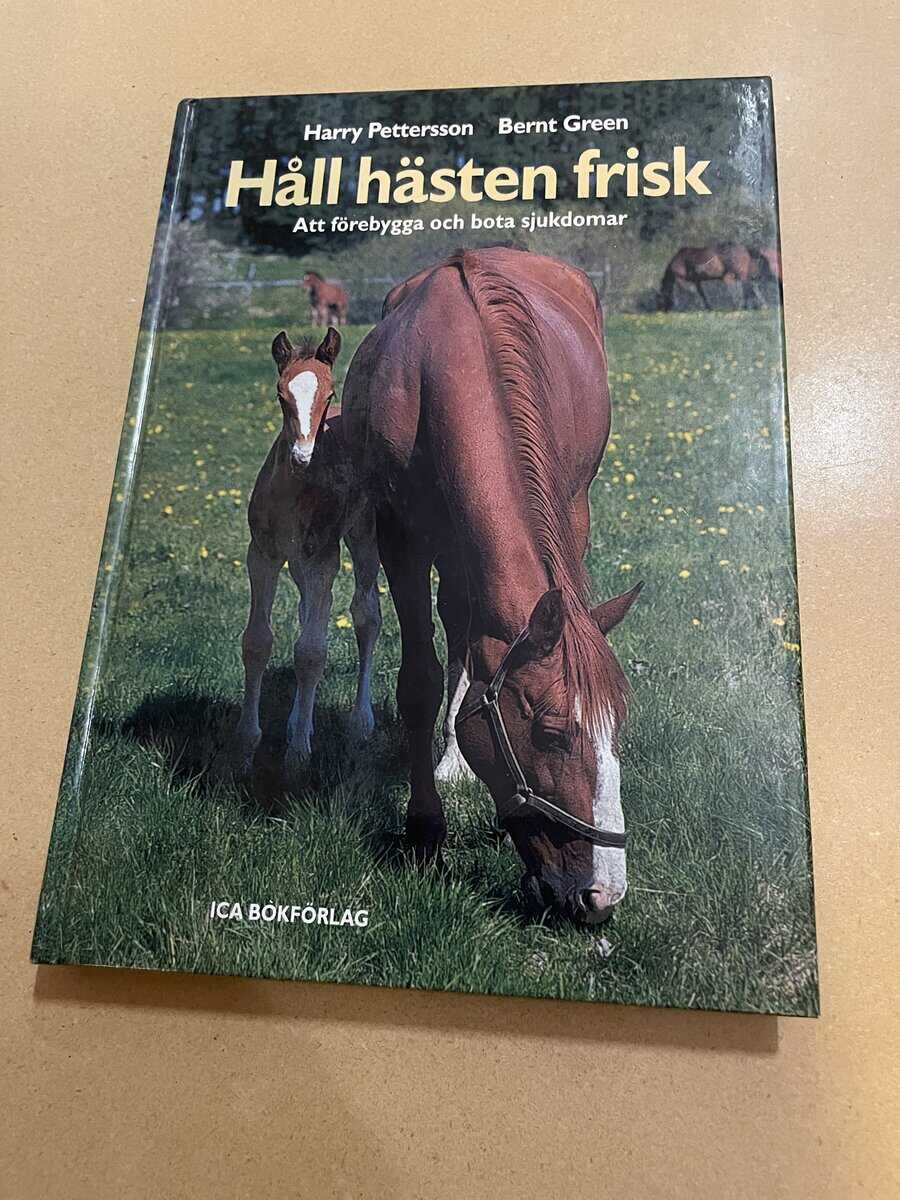 Harry Pettersson Bernt Green
Håll hästen frisk
Att förebygga och bota sjukdomar
ICA BOKFÖRLAG